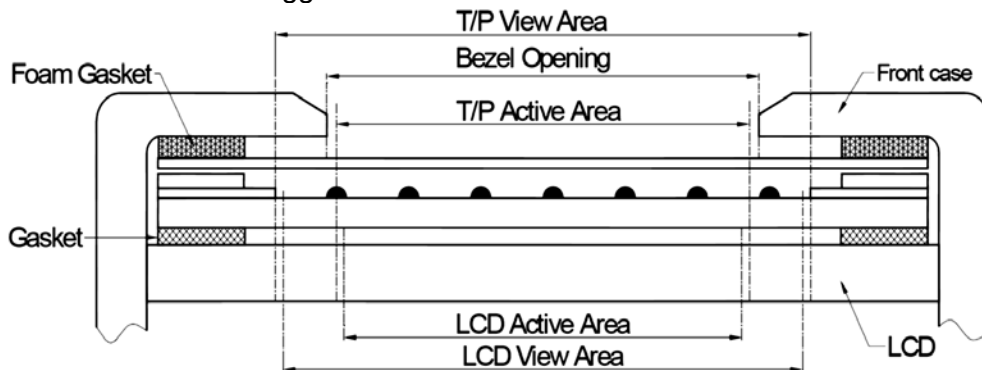 T/P View Area
Bezel Opening
Foam Gasket
Front case
T/P Active Area
Gasket
LCD Active Area
LCD
LCD View Area